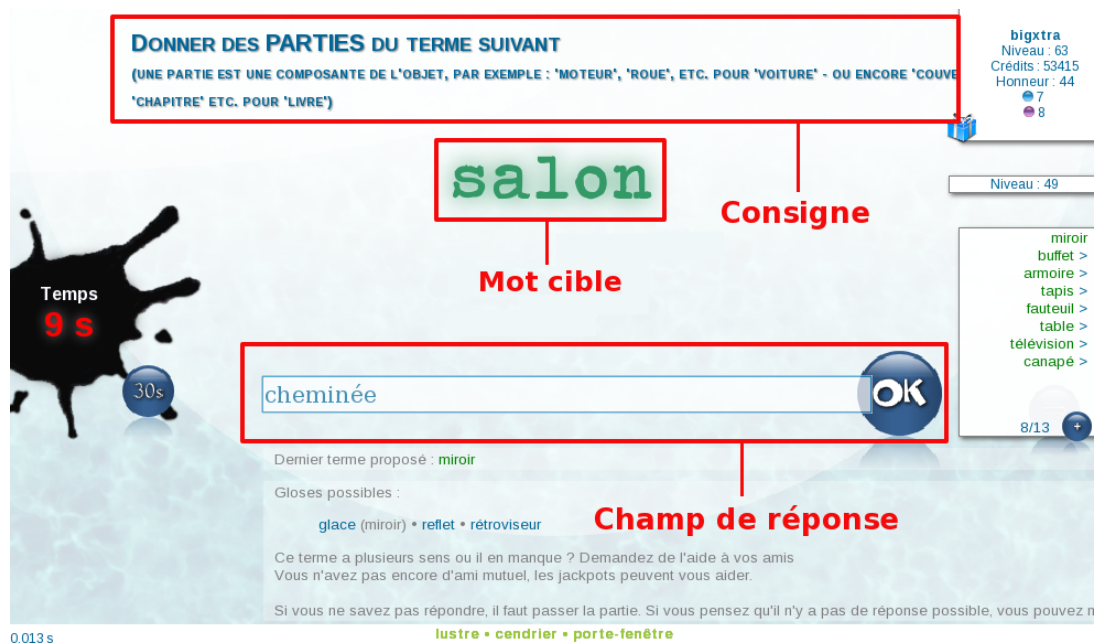 DONNER DES PARTIES DU TERME SUIVANT
(UNE PARTIE EST UNE COMPOSANTE DE L'OBJET, PAR EXEMPLE : 'MOTEUR', 'ROUE', ETC. POUR 'VOITURE' - OU ENCORE 'COUVE
'CHAPITRE' ETC. POUR 'LIVRE')
bigxtra
Niveau : 63
Crédits : 53415
Honneur : 44
7
8
salon
Consigne
Niveau : 49
Mot cible
miroir
buffet >
armoire >
tapis >
fauteuil >
table >
télévision >
canapé >
8/13 +
Temps
9 s
30s
cheminée
OK
Dernier terme proposé : miroir
Gloses possibles :
glace (miroir) • reflet • rétroviseur
Champ de réponse
Ce terme a plusieurs sens ou il en manque ? Demandez de l'aide à vos amis
Vous n'avez pas encore d'ami mutuel, les jackpots peuvent vous aider.
Si vous ne savez pas répondre, il faut passer la partie. Si vous pensez qu'il n'y a pas de réponse possible, vous pouvez m
0.013 s
lustre • cendrier • porte-fenêtre